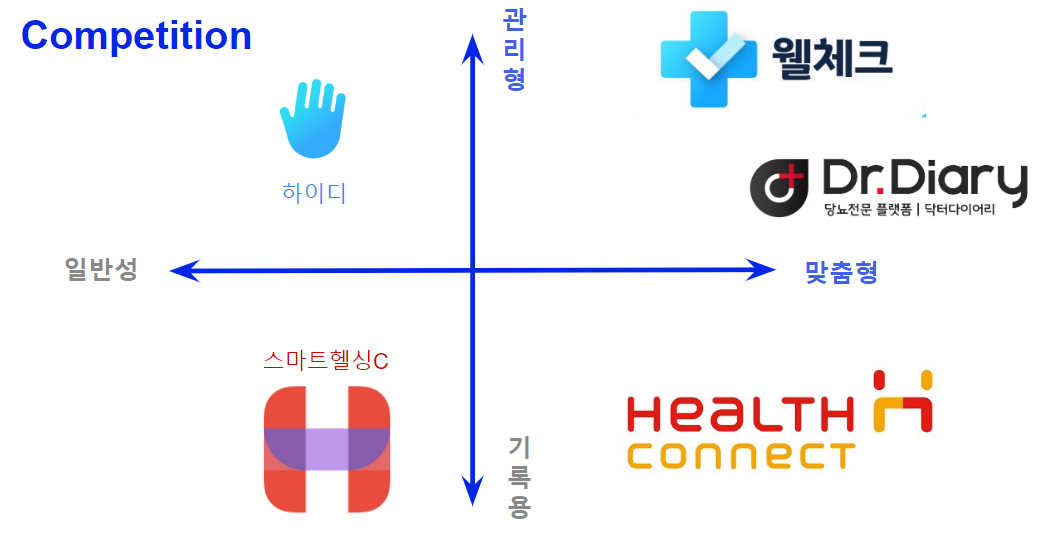 Competition
관리형
웰체크
하이디
Dr.Diary
당뇨전문 플랫폼 | 닥터다이어리
일반성
맞춤형
스마트헬싱C
HEALTH
connect
기록용